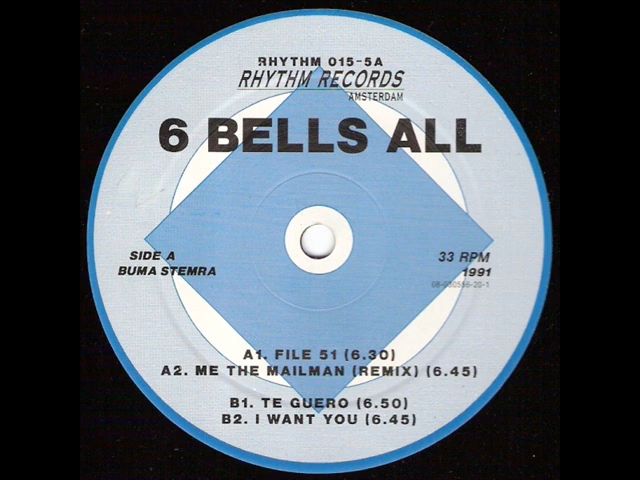 RHYTHM 015-5A
RHYTHM RECORDS
AMSTERDAM
6 BELLS ALL
SIDE A
BUMA STEMRA
33 RPM
1991
A1. FILE 51 (6.30)
A2. ME THE MAILMAN (REMIX) (6.45)
B1. TE GUERO (6.50)
B2. I WANT YOU (6.45)